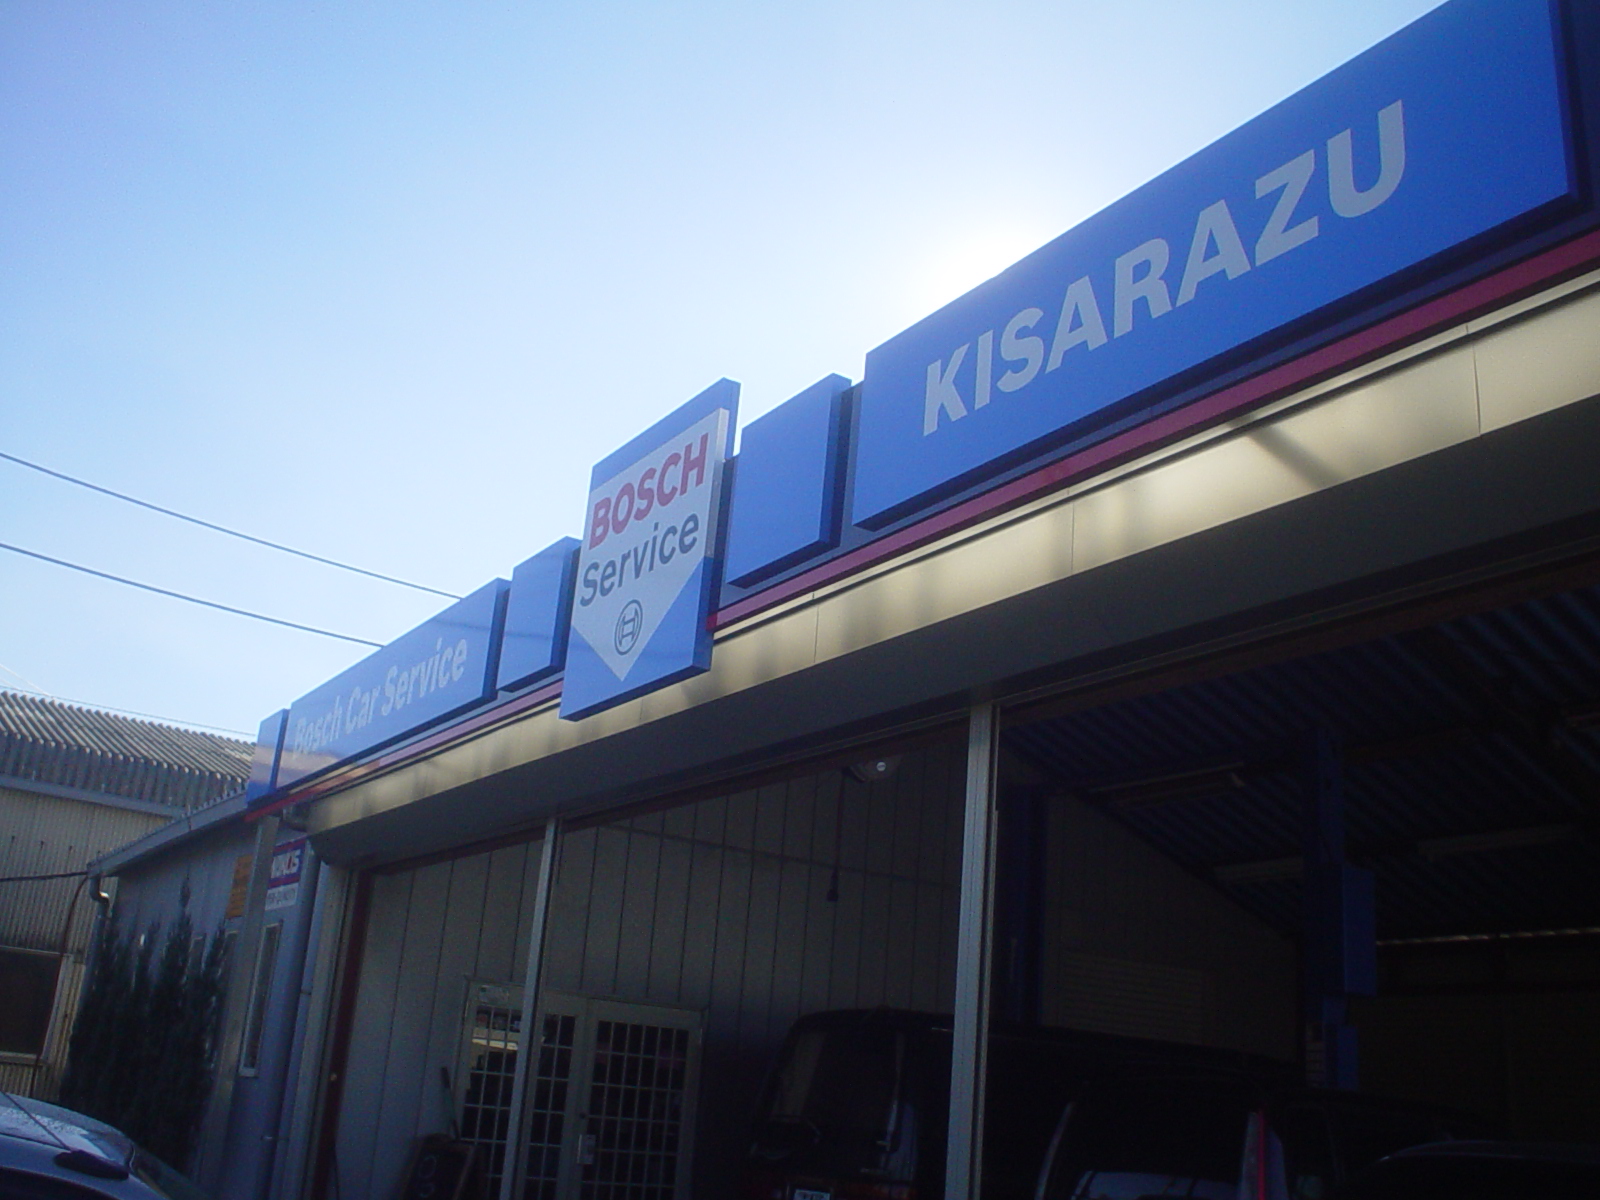 Bosch Car Service
BOSCH
Service
KISARAZU